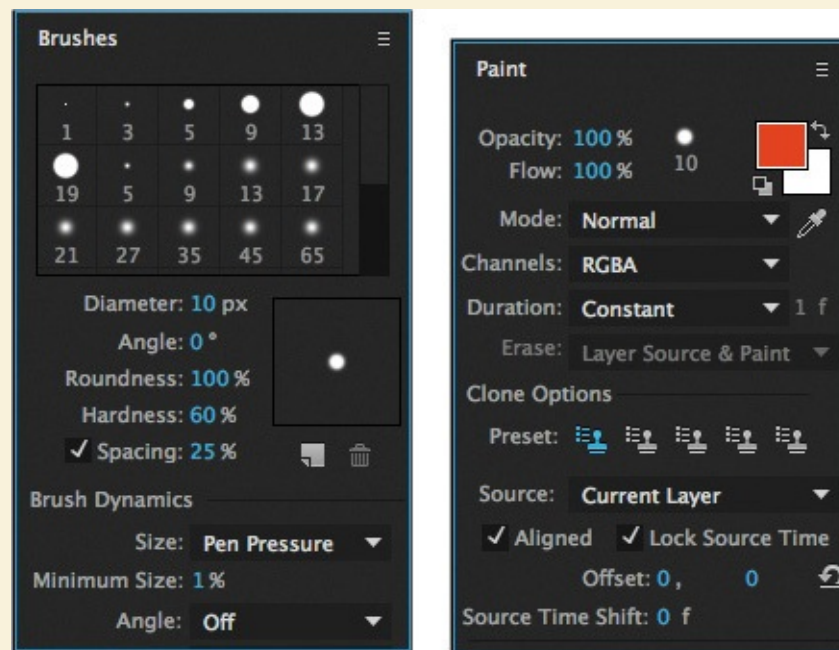 Brushes
1 3 5 9 13
19 5 9 13 17
21 27 35 45 65
Diameter: 10 px
Angle: 0°
Roundness: 100 %
Hardness: 60 %
Spacing: 25 %
Brush Dynamics
Size: Pen Pressure
Minimum Size: 1 %
Angle: Off
Paint
Opacity: 100 %
Flow: 100 % 10
Mode: Normal
Channels: RGBA
Duration: Constant 1 f
Erase: Layer Source & Paint
Clone Options
Preset:
Source: Current Layer
Aligned Lock Source Time
Offset: 0 , 0
Source Time Shift: 0 f